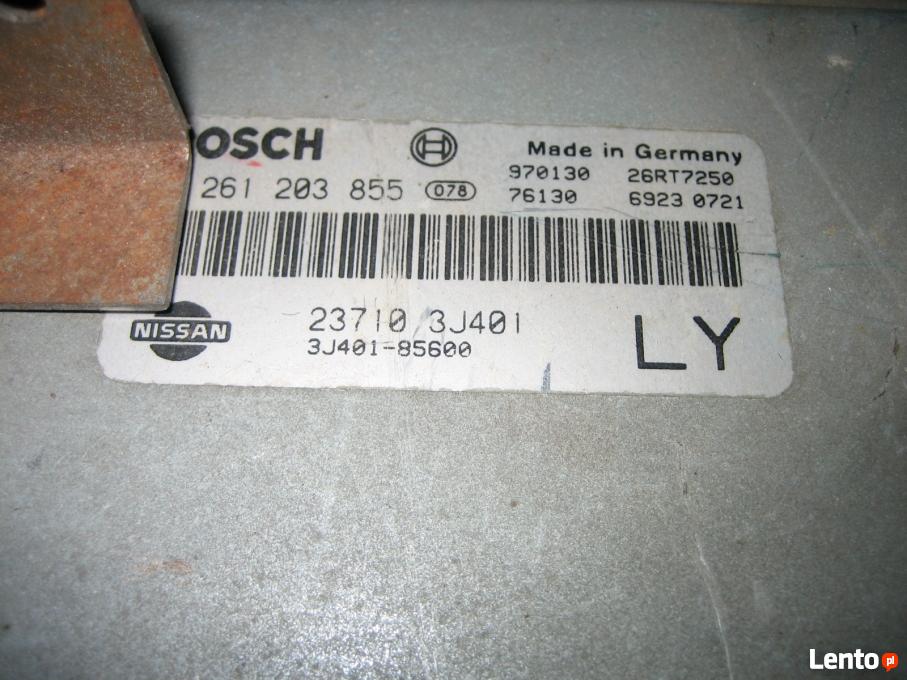 OSCH
Made in Germany
261 203 855 078
970130 26RT7250
76130 6923 0721
NISSAN
23710 3J401
3J401-85600
LY
Lento pl